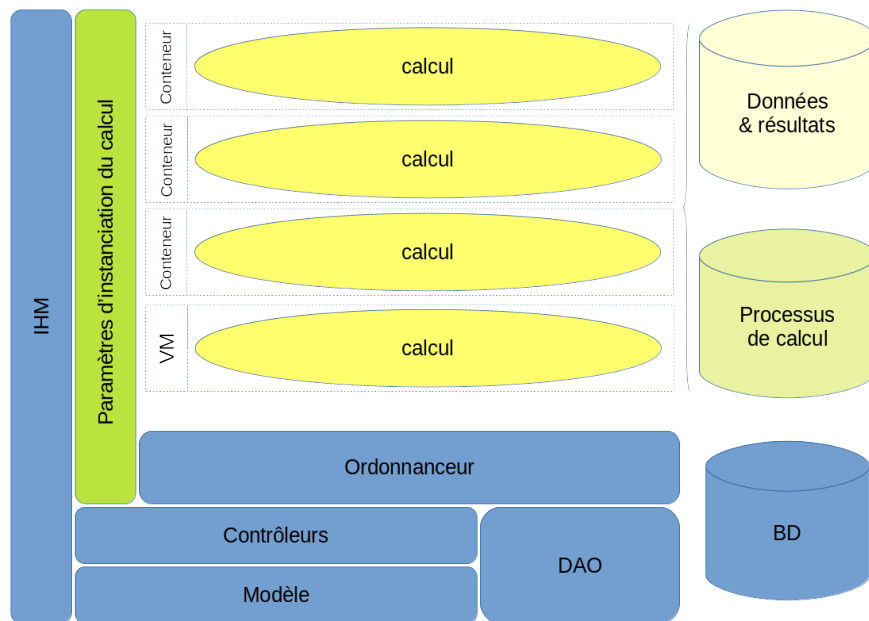 IHM
Paramètres d'instanciation du calcul
Conteneur
calcul
Conteneur
calcul
Conteneur
calcul
VM
calcul
Données
& résultats
Processus
de calcul
Ordonnanceur
Contrôleurs
Modèle
DAO
BD